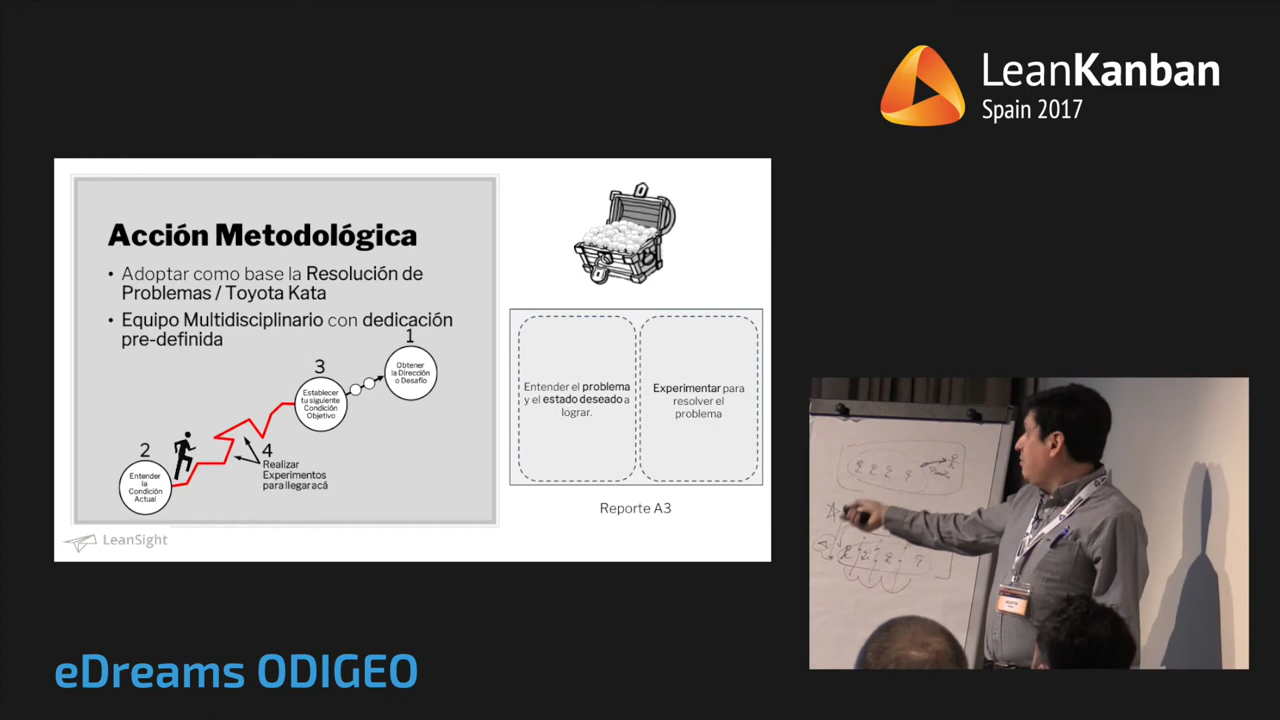 LeanKanban
Spain 2017
Acción Metodológica
• Adoptar como base la Resolución de
Problemas / Toyota Kata
• Equipo Multidisciplinario con dedicación
pre-definida
1
Obtener
la Dirección
o Desafío
3
Establecer
tu siguiente
Condición
Objetivo
2
Entender
la
Condición
Actual
4
Realizar
Experimentos
para llegar acá
Entender el problema
y el estado deseado a
lograr.
Experimentar para
resolver el
problema
Reporte A3
LeanSight
eDreams ODIGEO